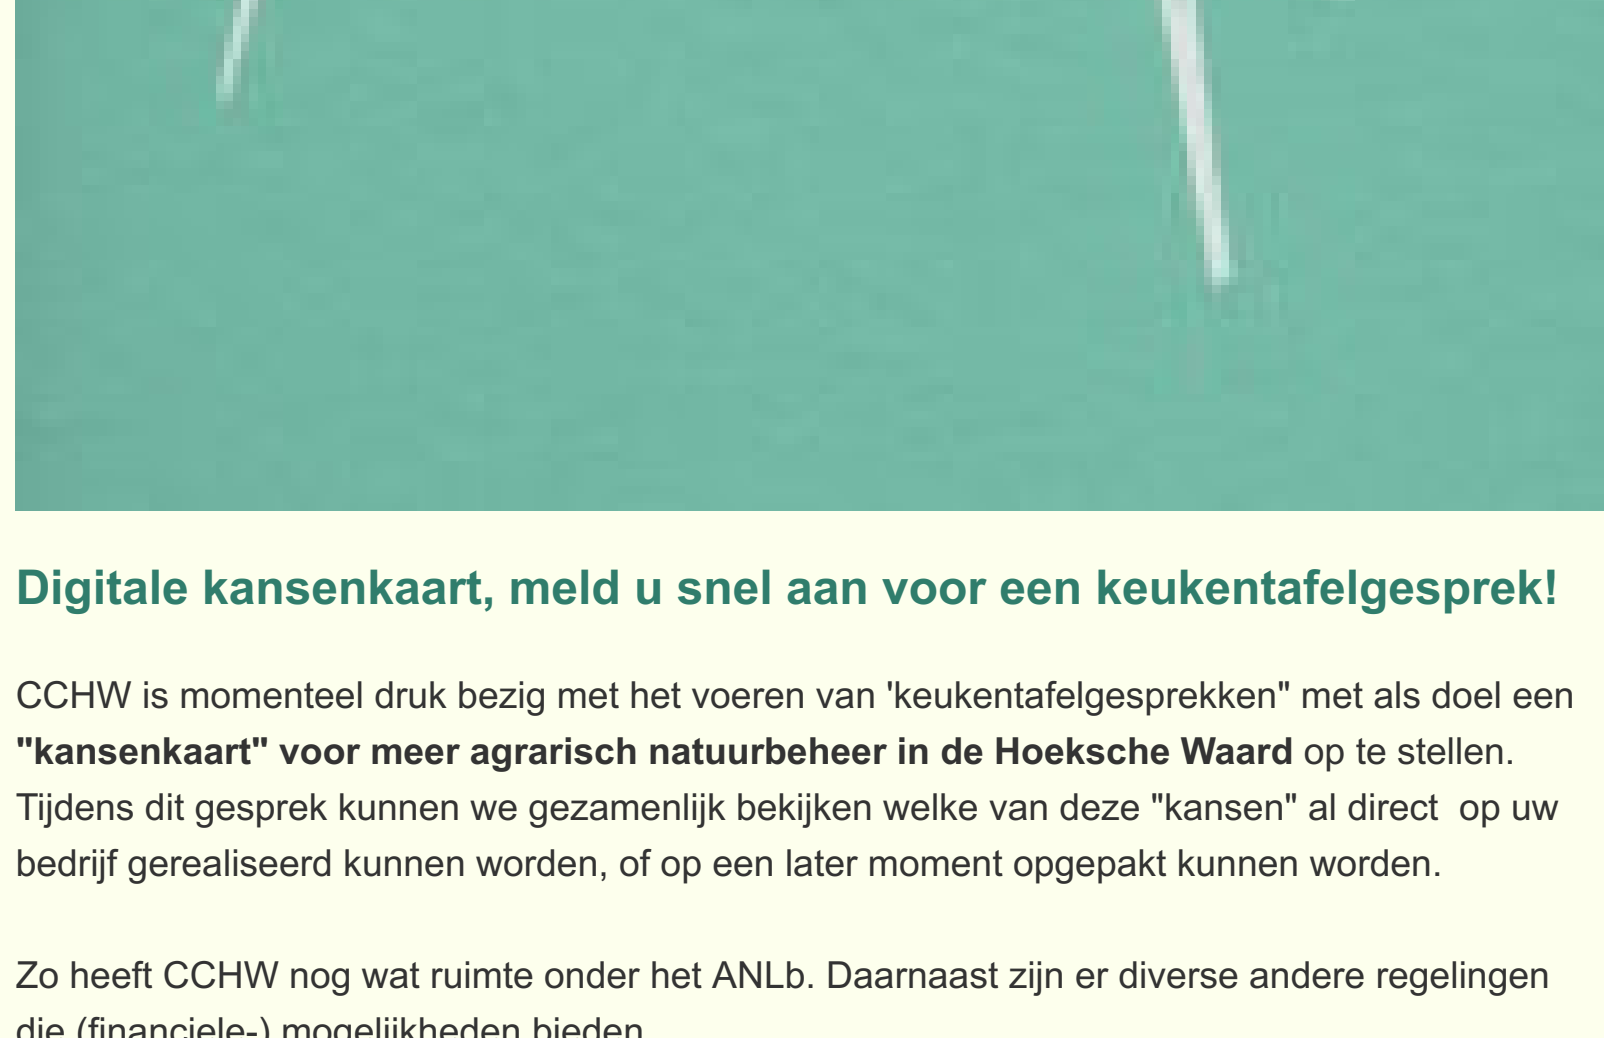 Digitale kansenkaart, meld u snel aan voor een keukentafelgesprek!
CCHW is momenteel druk bezig met het voeren van 'keukentafelgesprekken" met als doel een
"kansenkaart" voor meer agrarisch natuurbeheer in de Hoeksche Waard op te stellen.
Tijdens dit gesprek kunnen we gezamenlijk bekijken welke van deze "kansen" al direct  op uw
bedrijf gerealiseerd kunnen worden, of op een later moment opgepakt kunnen worden.
Zo heeft CCHW nog wat ruimte onder het ANLb. Daarnaast zijn er diverse andere regelingen
die (financiele-) mogelijkheden bieden